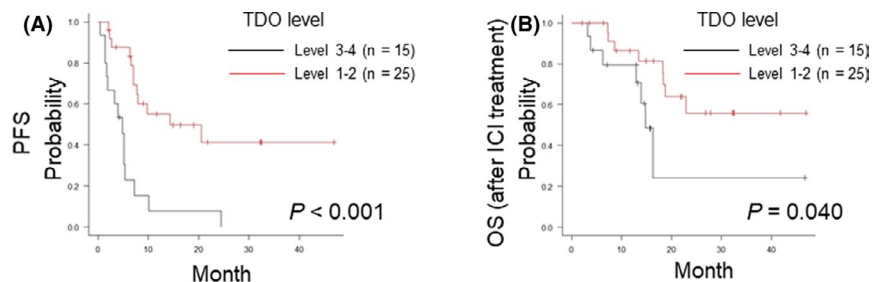 (A)
TDO level
Level 3-4 (n = 15)
Level 1-2 (n = 25)
PFS
Probability
1.0
0.8
0.6
0.4
0.2
0.0
P < 0.001
0
10
20
30
40
Month
(B)
TDO level
Level 3-4 (n = 15)
Level 1-2 (n = 25)
OS (after ICI treatment)
Probability
1.0
0.8
0.6
0.4
0.2
0.0
P = 0.040
0
10
20
30
40
Month